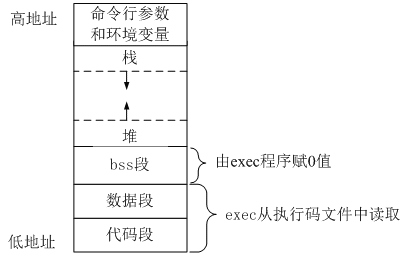 高地址
命令行参数
和环境变量
栈
堆
bss段
由exec程序赋0值
数据段
exec从执行码文件中读取
代码段
低地址